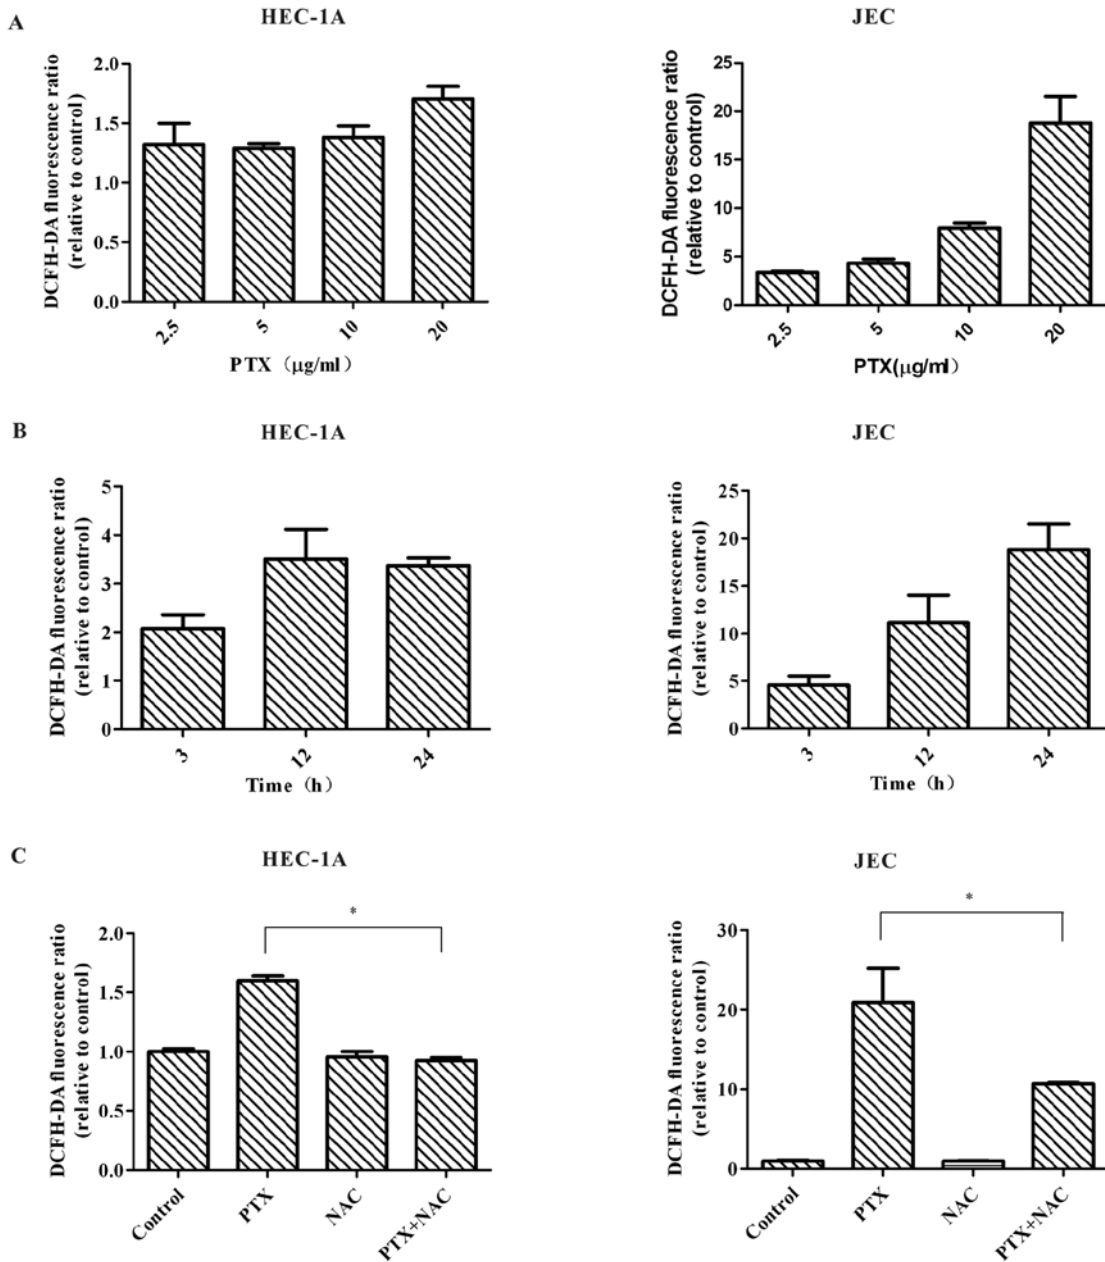 A
HEC-1A
JEC
DCFH-DA fluorescence ratio
(relative to control)
2.0
1.5
1.0
0.5
0.0
2.5
5
10
20
PTX (μg/ml)
DCFH-DA fluorescence ratio
(relative to control)
25
20
15
10
5
0
2.5
5
10
20
PTX(μg/ml)
B
HEC-1A
JEC
DCFH-DA fluorescence ratio
(relative to control)
5
4
3
2
1
0
3
12
24
Time (h)
DCFH-DA fluorescence ratio
(relative to control)
25
20
15
10
5
0
3
12
24
Time (h)
C
HEC-1A
JEC
DCFH-DA fluorescence ratio
(relative to control)
2.0
1.5
1.0
0.5
0.0
*
Control
PTX
NAC
PTX+NAC
DCFH-DA fluorescence ratio
(relative to control)
30
20
10
0
*
Control
PTX
NAC
PTX+NAC